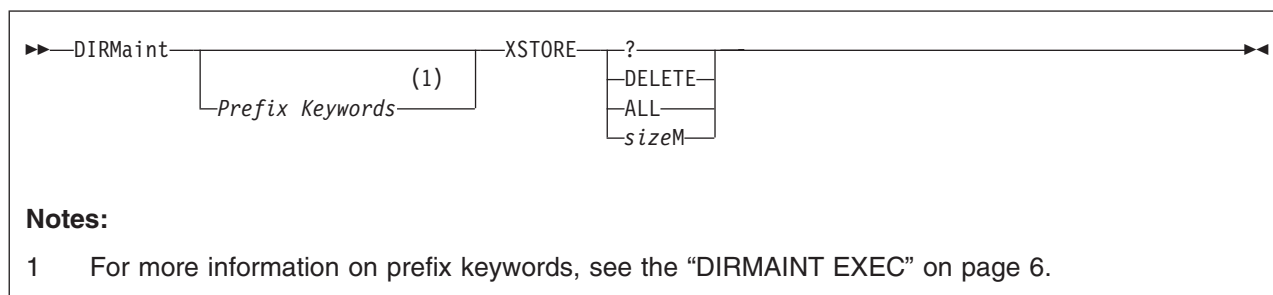 DIRMaint XSTORE ?
(1) DELETE
Prefix Keywords ALL
sizeM
Notes:
1 For more information on prefix keywords, see the “DIRMAINT EXEC” on page 6.